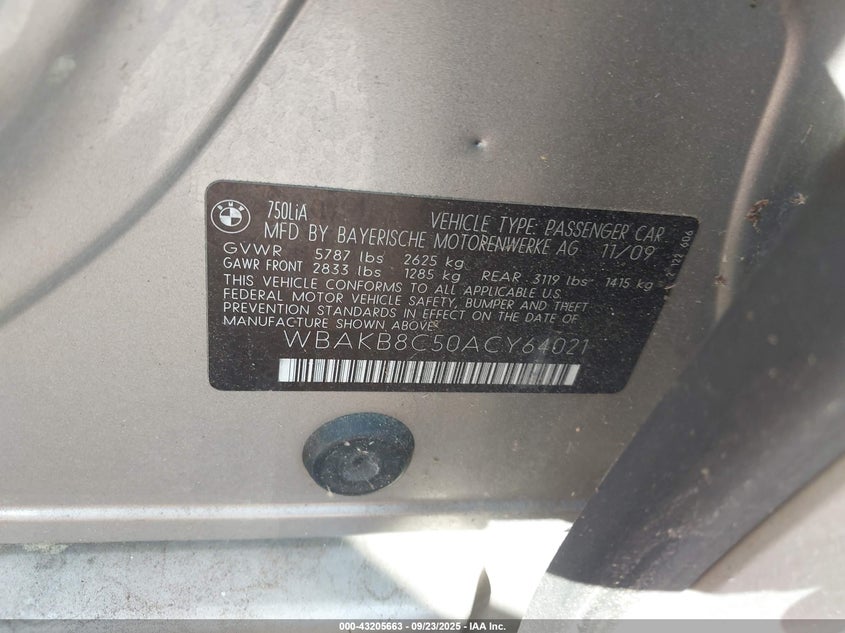 BMW
750LiA
VEHICLE TYPE: PASSENGER CAR
MFD BY BAYERISCHE MOTORENWERKE AG 11/09
GVWR 5787 lbs 2625 kg
GAWR FRONT 2833 lbs 1285 kg REAR 3119 lbs 1415 kg
THIS VEHICLE CONFORMS TO ALL APPLICABLE U.S.
FEDERAL MOTOR VEHICLE SAFETY, BUMPER AND THEFT
PREVENTION STANDARDS IN EFFECT ON THE DATE OF
MANUFACTURE SHOWN ABOVE:
WBAKB8C50ACY64021
122 606
000-43205663 - 09/23/2025 - IAA Inc.